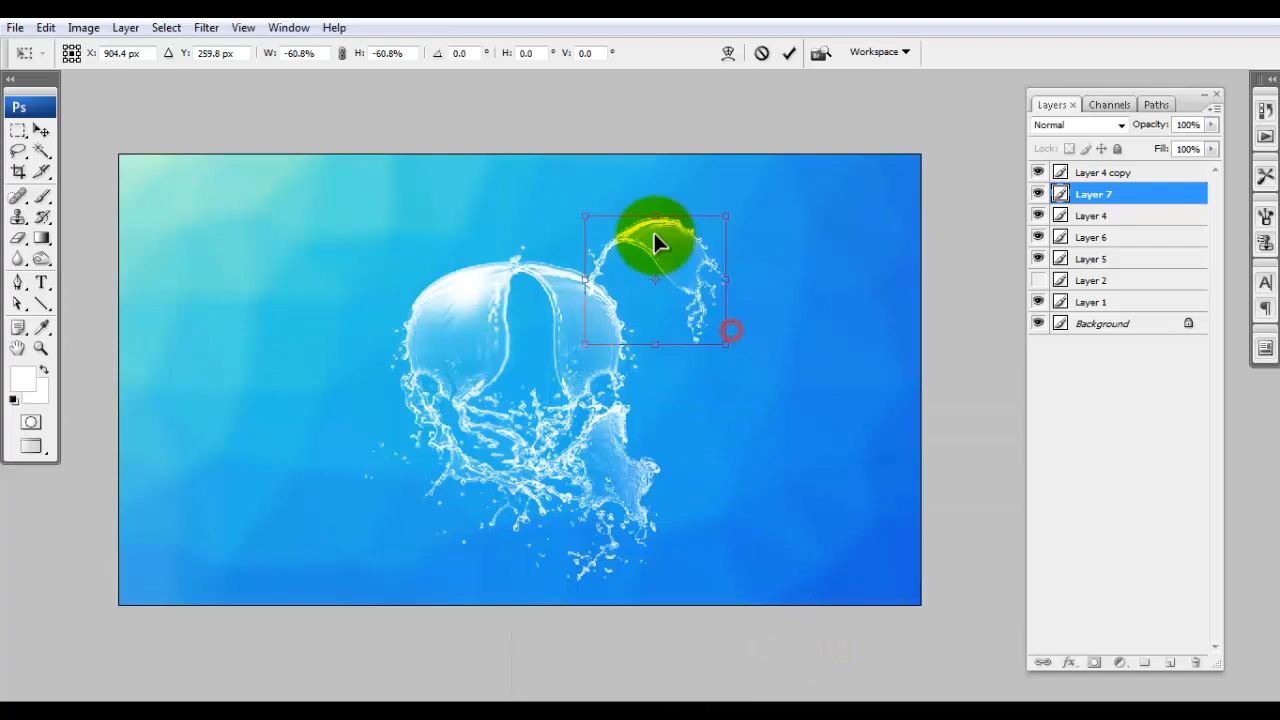 File Edit Image Layer Select Filter View Window Help
X: 904.4 px Y: 259.8 px W: -60.8% H: -60.8% 0.0 ° H: 0.0 ° V: 0.0 ° Workspace
Ps
Layers × Channels Paths
Normal Opacity: 100%
Lock: Fill: 100%
Layer 4 copy
Layer 7
Layer 4
Layer 6
Layer 5
Layer 2
Layer 1
Background